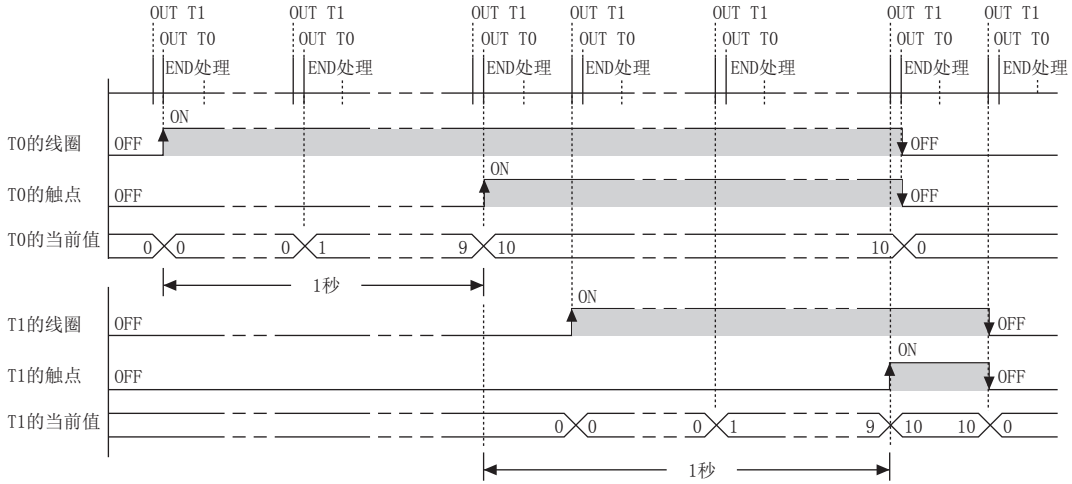 OUT T1 OUT T1 OUT T1 OUT T1 OUT T1 OUT T1 OUT T1
OUT T0 OUT T0 OUT T0 OUT T0 OUT T0 OUT T0 OUT T0
END处理 END处理 END处理 END处理 END处理 END处理 END处理
ON
T0的线圈 OFF OFF
ON
T0的触点 OFF OFF
T0的当前值 0 0 0 1 9 10 10 0
1秒
ON
T1的线圈 OFF OFF
ON
T1的触点 OFF OFF
T1的当前值 0 0 0 1 9 10 10 0
1秒